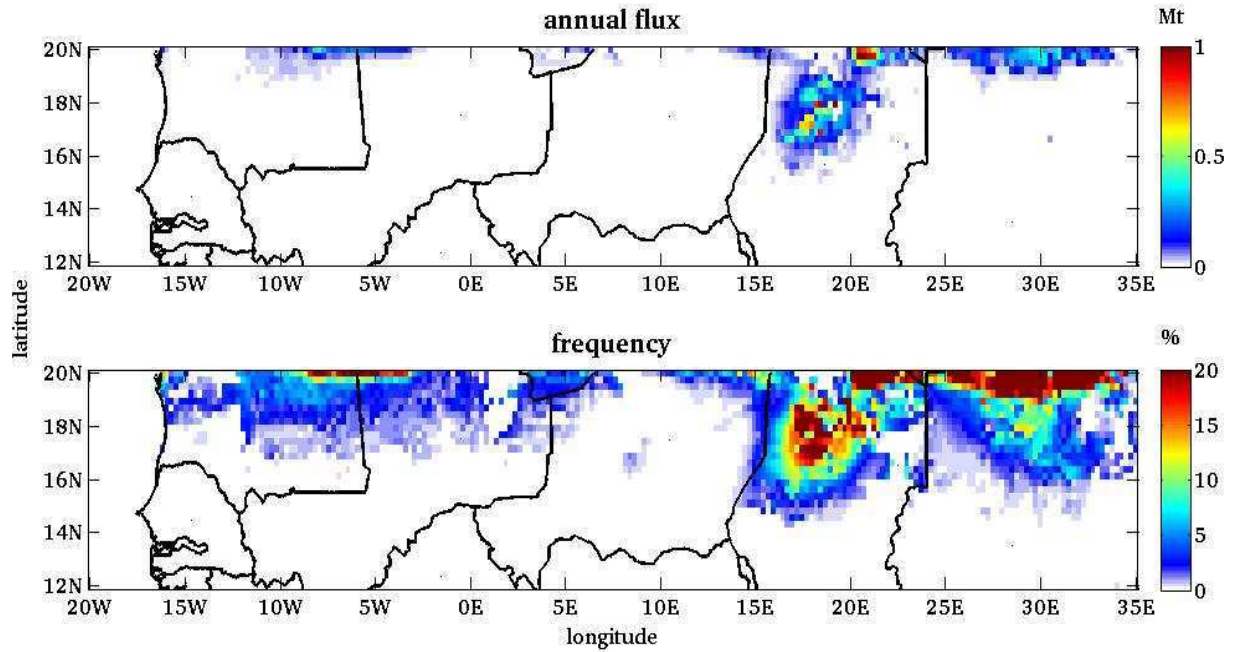 annual flux
Mt
20N
18N
16N
14N
12N
20W 15W 10W 5W 0E 5E 10E 15E 20E 25E 30E 35E
1
0.5
0
latitude
frequency
%
20N
18N
16N
14N
12N
20W 15W 10W 5W 0E 5E 10E 15E 20E 25E 30E 35E
20
15
10
5
0
longitude